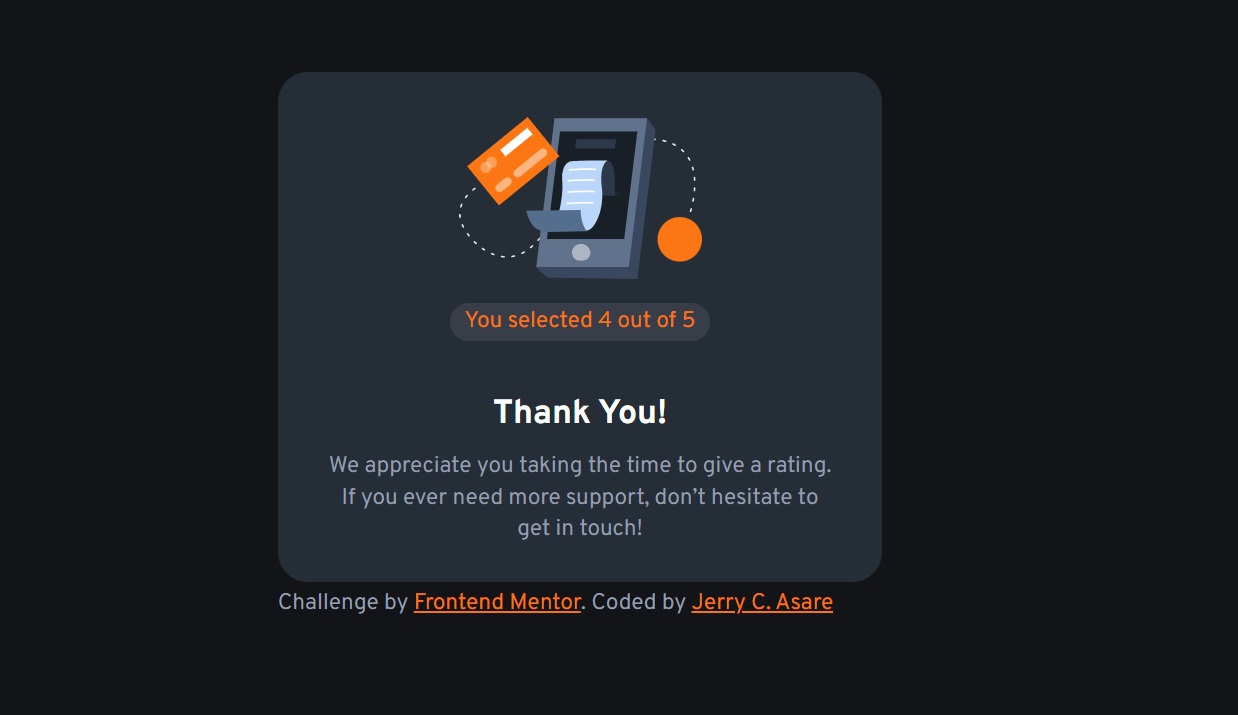 You selected 4 out of 5
Thank You!
We appreciate you taking the time to give a rating.
If you ever need more support, don’t hesitate to
get in touch!
Challenge by Frontend Mentor. Coded by Jerry C. Asare